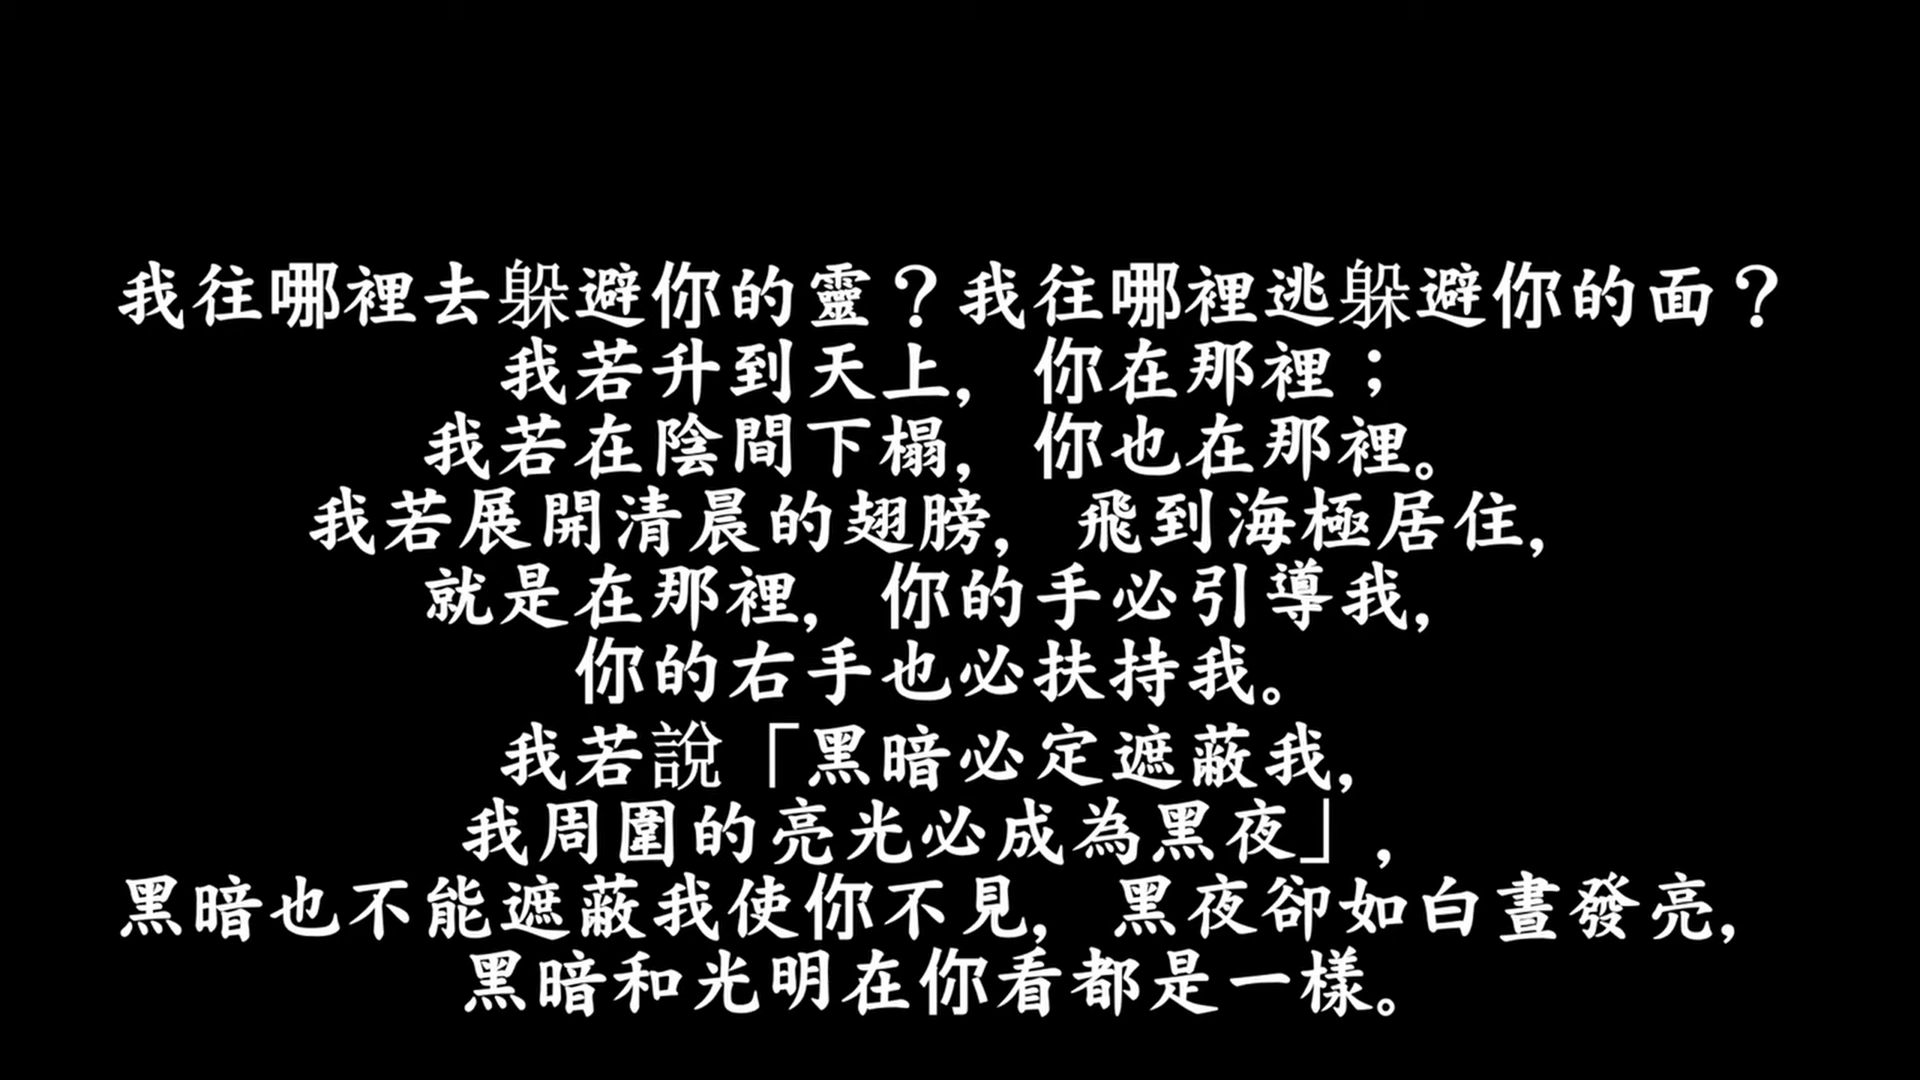 我往哪裡去躲避你的靈？我往哪裡逃躲避你的面？
我若升到天上，你在那裡；
我若在陰間下榻，你也在那裡。
我若展開清晨的翅膀，飛到海極居住，
就是在那裡，你的手必引導我，
你的右手也必扶持我。
我若說「黑暗必定遮蔽我，
我周圍的亮光必成為黑夜」，
黑暗也不能遮蔽我使你不見，黑夜卻如白晝發亮，
黑暗和光明在你看都是一樣。